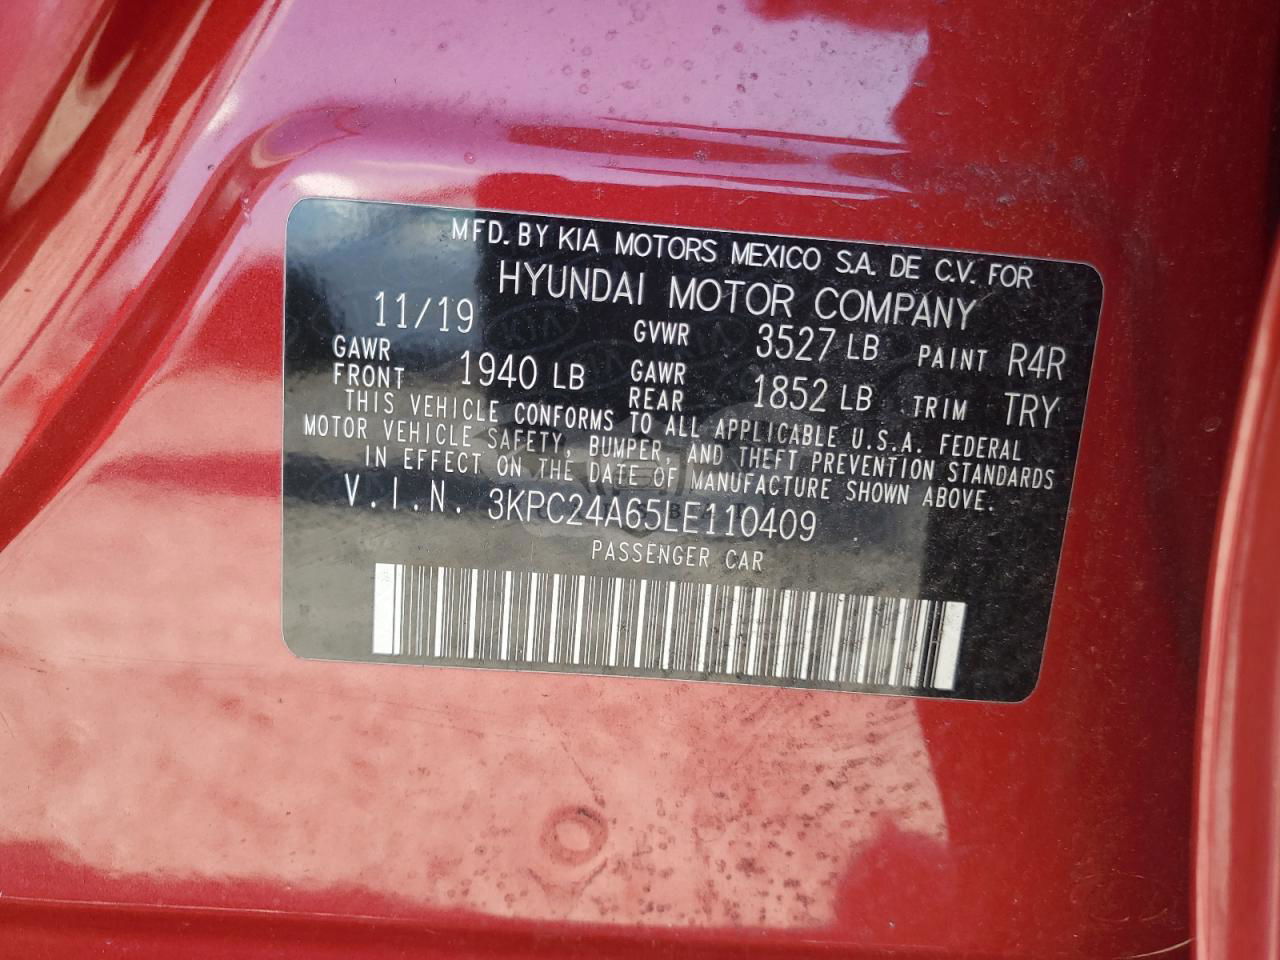 MFD. BY KIA MOTORS MEXICO S.A. DE C.V. FOR
HYUNDAI MOTOR COMPANY
11/19 GVWR 3527 LB PAINT R4R
GAWR FRONT 1940 LB GAWR REAR 1852 LB TRIM TRY
THIS VEHICLE CONFORMS TO ALL APPLICABLE U.S.A. FEDERAL
MOTOR VEHICLE SAFETY, BUMPER, AND THEFT PREVENTION STANDARDS
IN EFFECT ON THE DATE OF MANUFACTURE SHOWN ABOVE.
V.I.N. 3KPC24A65LE110409
PASSENGER CAR